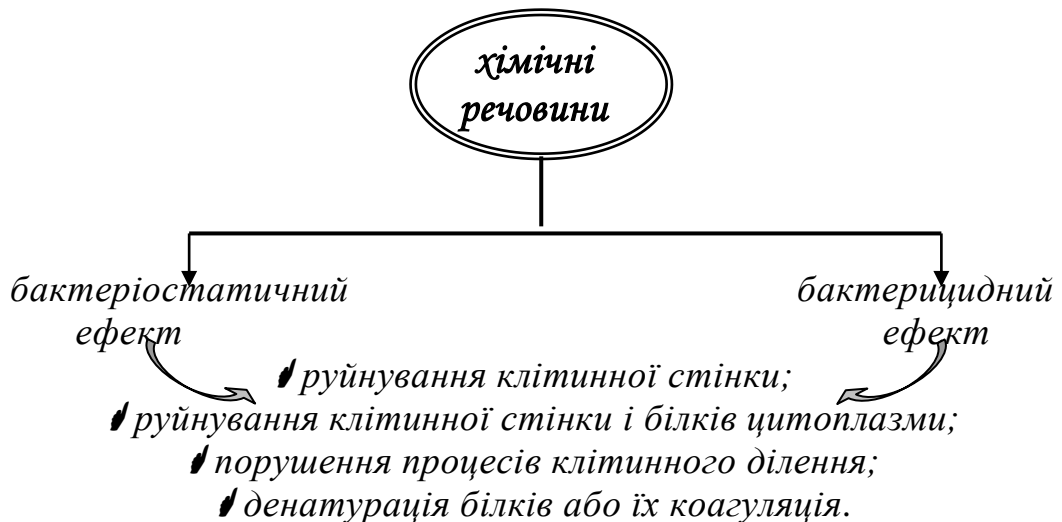 хімічні
речовини
бактеріостатичний
ефект
бактерицидний
ефект
руйнування клітинної стінки;
руйнування клітинної стінки і білків цитоплазми;
порушення процесів клітинного ділення;
денатурація білків або їх коагуляція.